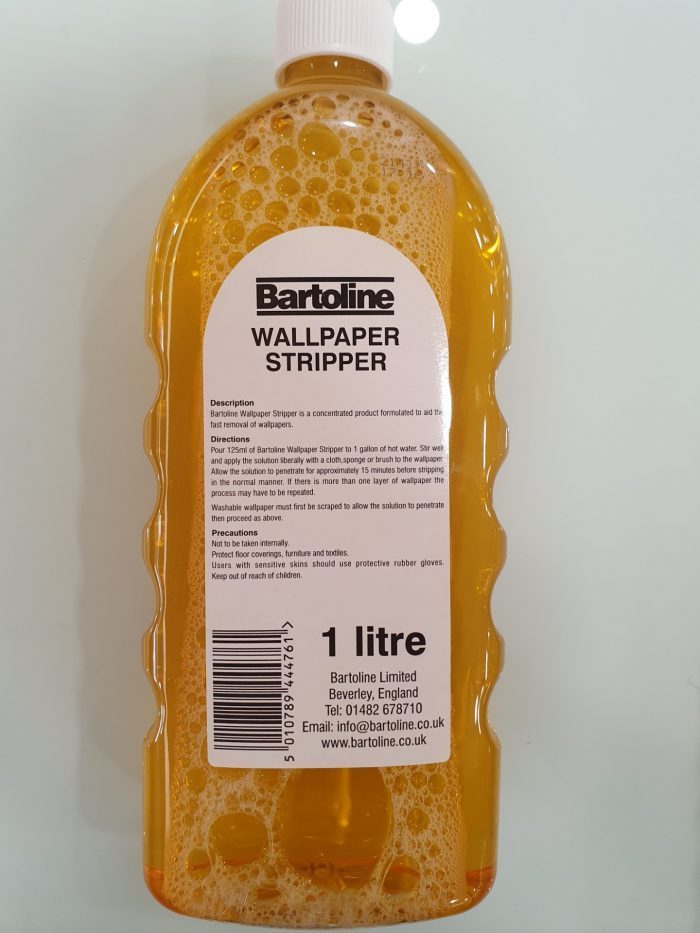 Bartoline
WALLPAPER
STRIPPER
Description
Bartoline Wallpaper Stripper is a concentrated product formulated to aid the
fast removal of wallpapers.
Directions
Pour 125ml of Bartoline Wallpaper Stripper to 1 gallon of hot water. Stir well
and apply the solution liberally with a cloth,sponge or brush to the wallpaper.
Allow the solution to penetrate for approximately 15 minutes before stripping
in the normal manner. If there is more than one layer of wallpaper the
process may have to be repeated.
Washable wallpaper must first be scraped to allow the solution to penetrate
then proceed as above.
Precautions
Not to be taken internally.
Protect floor coverings, furniture and textiles.
Users with sensitive skins should use protective rubber gloves.
Keep out of reach of children.
5 010789 444761 >
1 litre
Bartoline Limited
Beverley, England
Tel: 01482 678710
Email: info@bartoline.co.uk
www.bartoline.co.uk